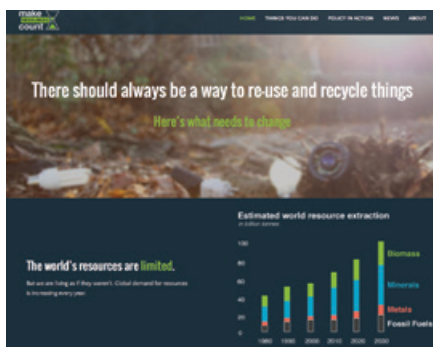 make
resources
count
HOME THINGS YOU CAN DO POLICY IN ACTION NEWS ABOUT
There should always be a way to re-use and recycle things
Here's what needs to change
The world's resources are limited.
But we are living as if they weren't. Global demand for resources
is increasing every year.
Estimated world resource extraction
in billion tonnes
100
80
60
40
20
0
Biomass
Minerals
Metals
Fossil Fuels
1980 1990 2000 2010 2020 2030